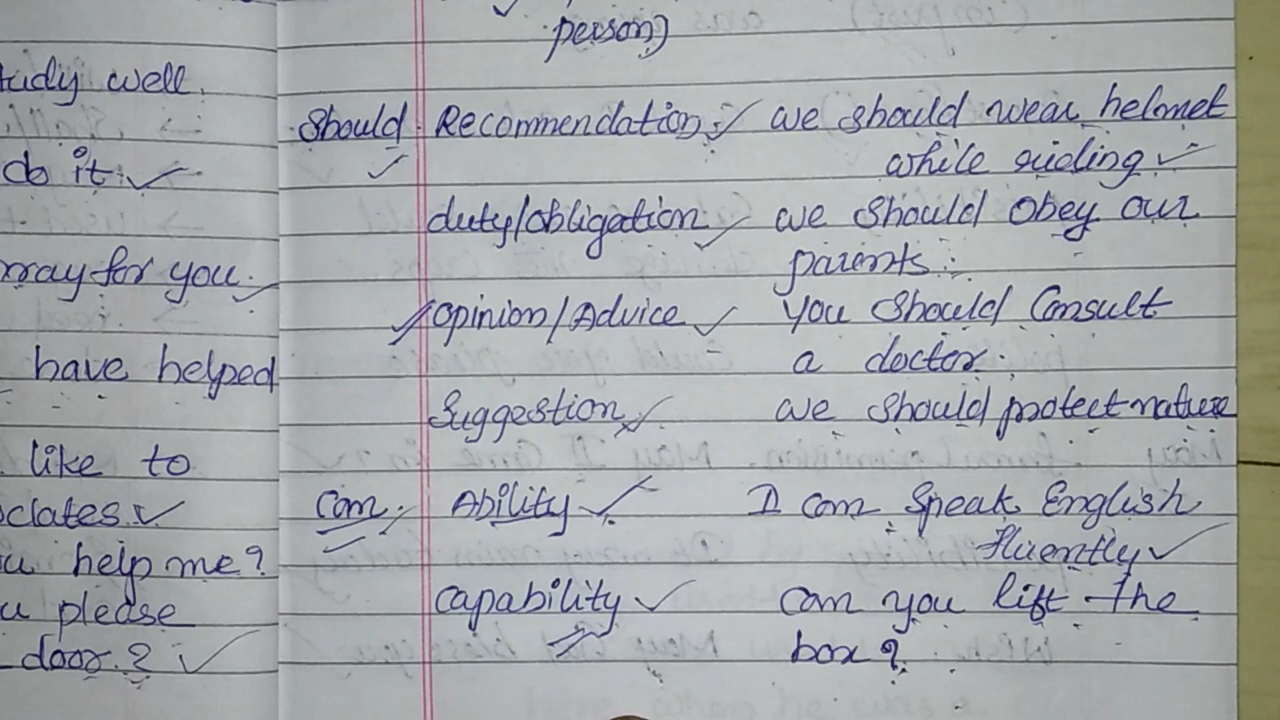 person)
tudy well.
Should Recommendation we should wear helmet
while riding
do it
duty/obligation we should obey our
parents.
for you.
Opinion/Advice You should Consult
a doctor.
have helped
Suggestion we should protect nature
like to
Can Ability I can speak English
clates
fluently
u help me?
capability can you lift the
u please
box?
door.?